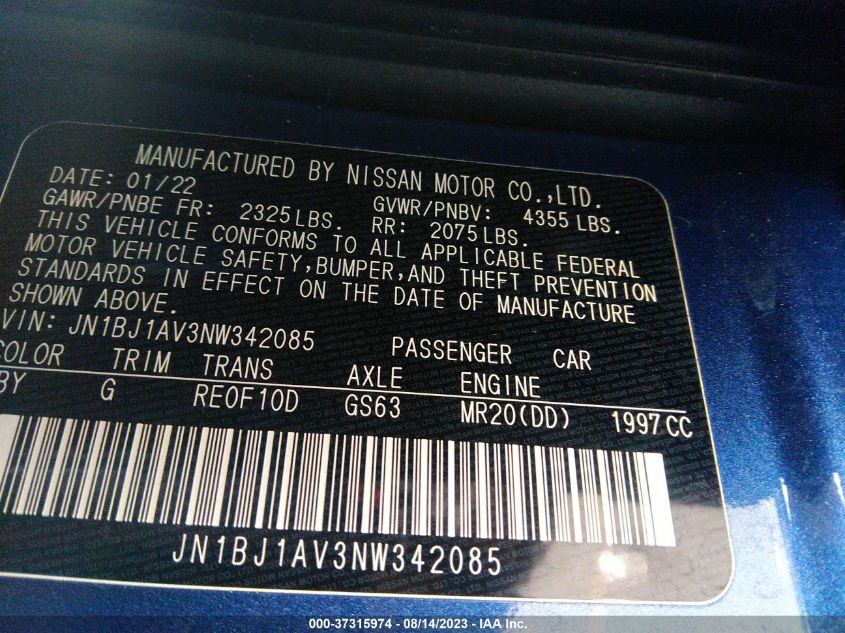 MANUFACTURED BY NISSAN MOTOR CO.,LTD.
DATE: 01/22 GVWR/PNBV: 4355 LBS.
GAWR/PNBE FR: 2325 LBS. RR: 2075 LBS.
THIS VEHICLE CONFORMS TO ALL APPLICABLE FEDERAL
MOTOR VEHICLE SAFETY,BUMPER,AND THEFT PREVENTION
STANDARDS IN EFFECT ON THE DATE OF MANUFACTURE
SHOWN ABOVE.
VIN: JN1BJ1AV3NW342085 PASSENGER CAR
COLOR TRIM TRANS AXLE ENGINE
BY G RE0F10D GS63 MR20(DD) 1997 CC
JN1BJ1AV3NW342085
000-37315974 - 08/14/2023 - IAA Inc.